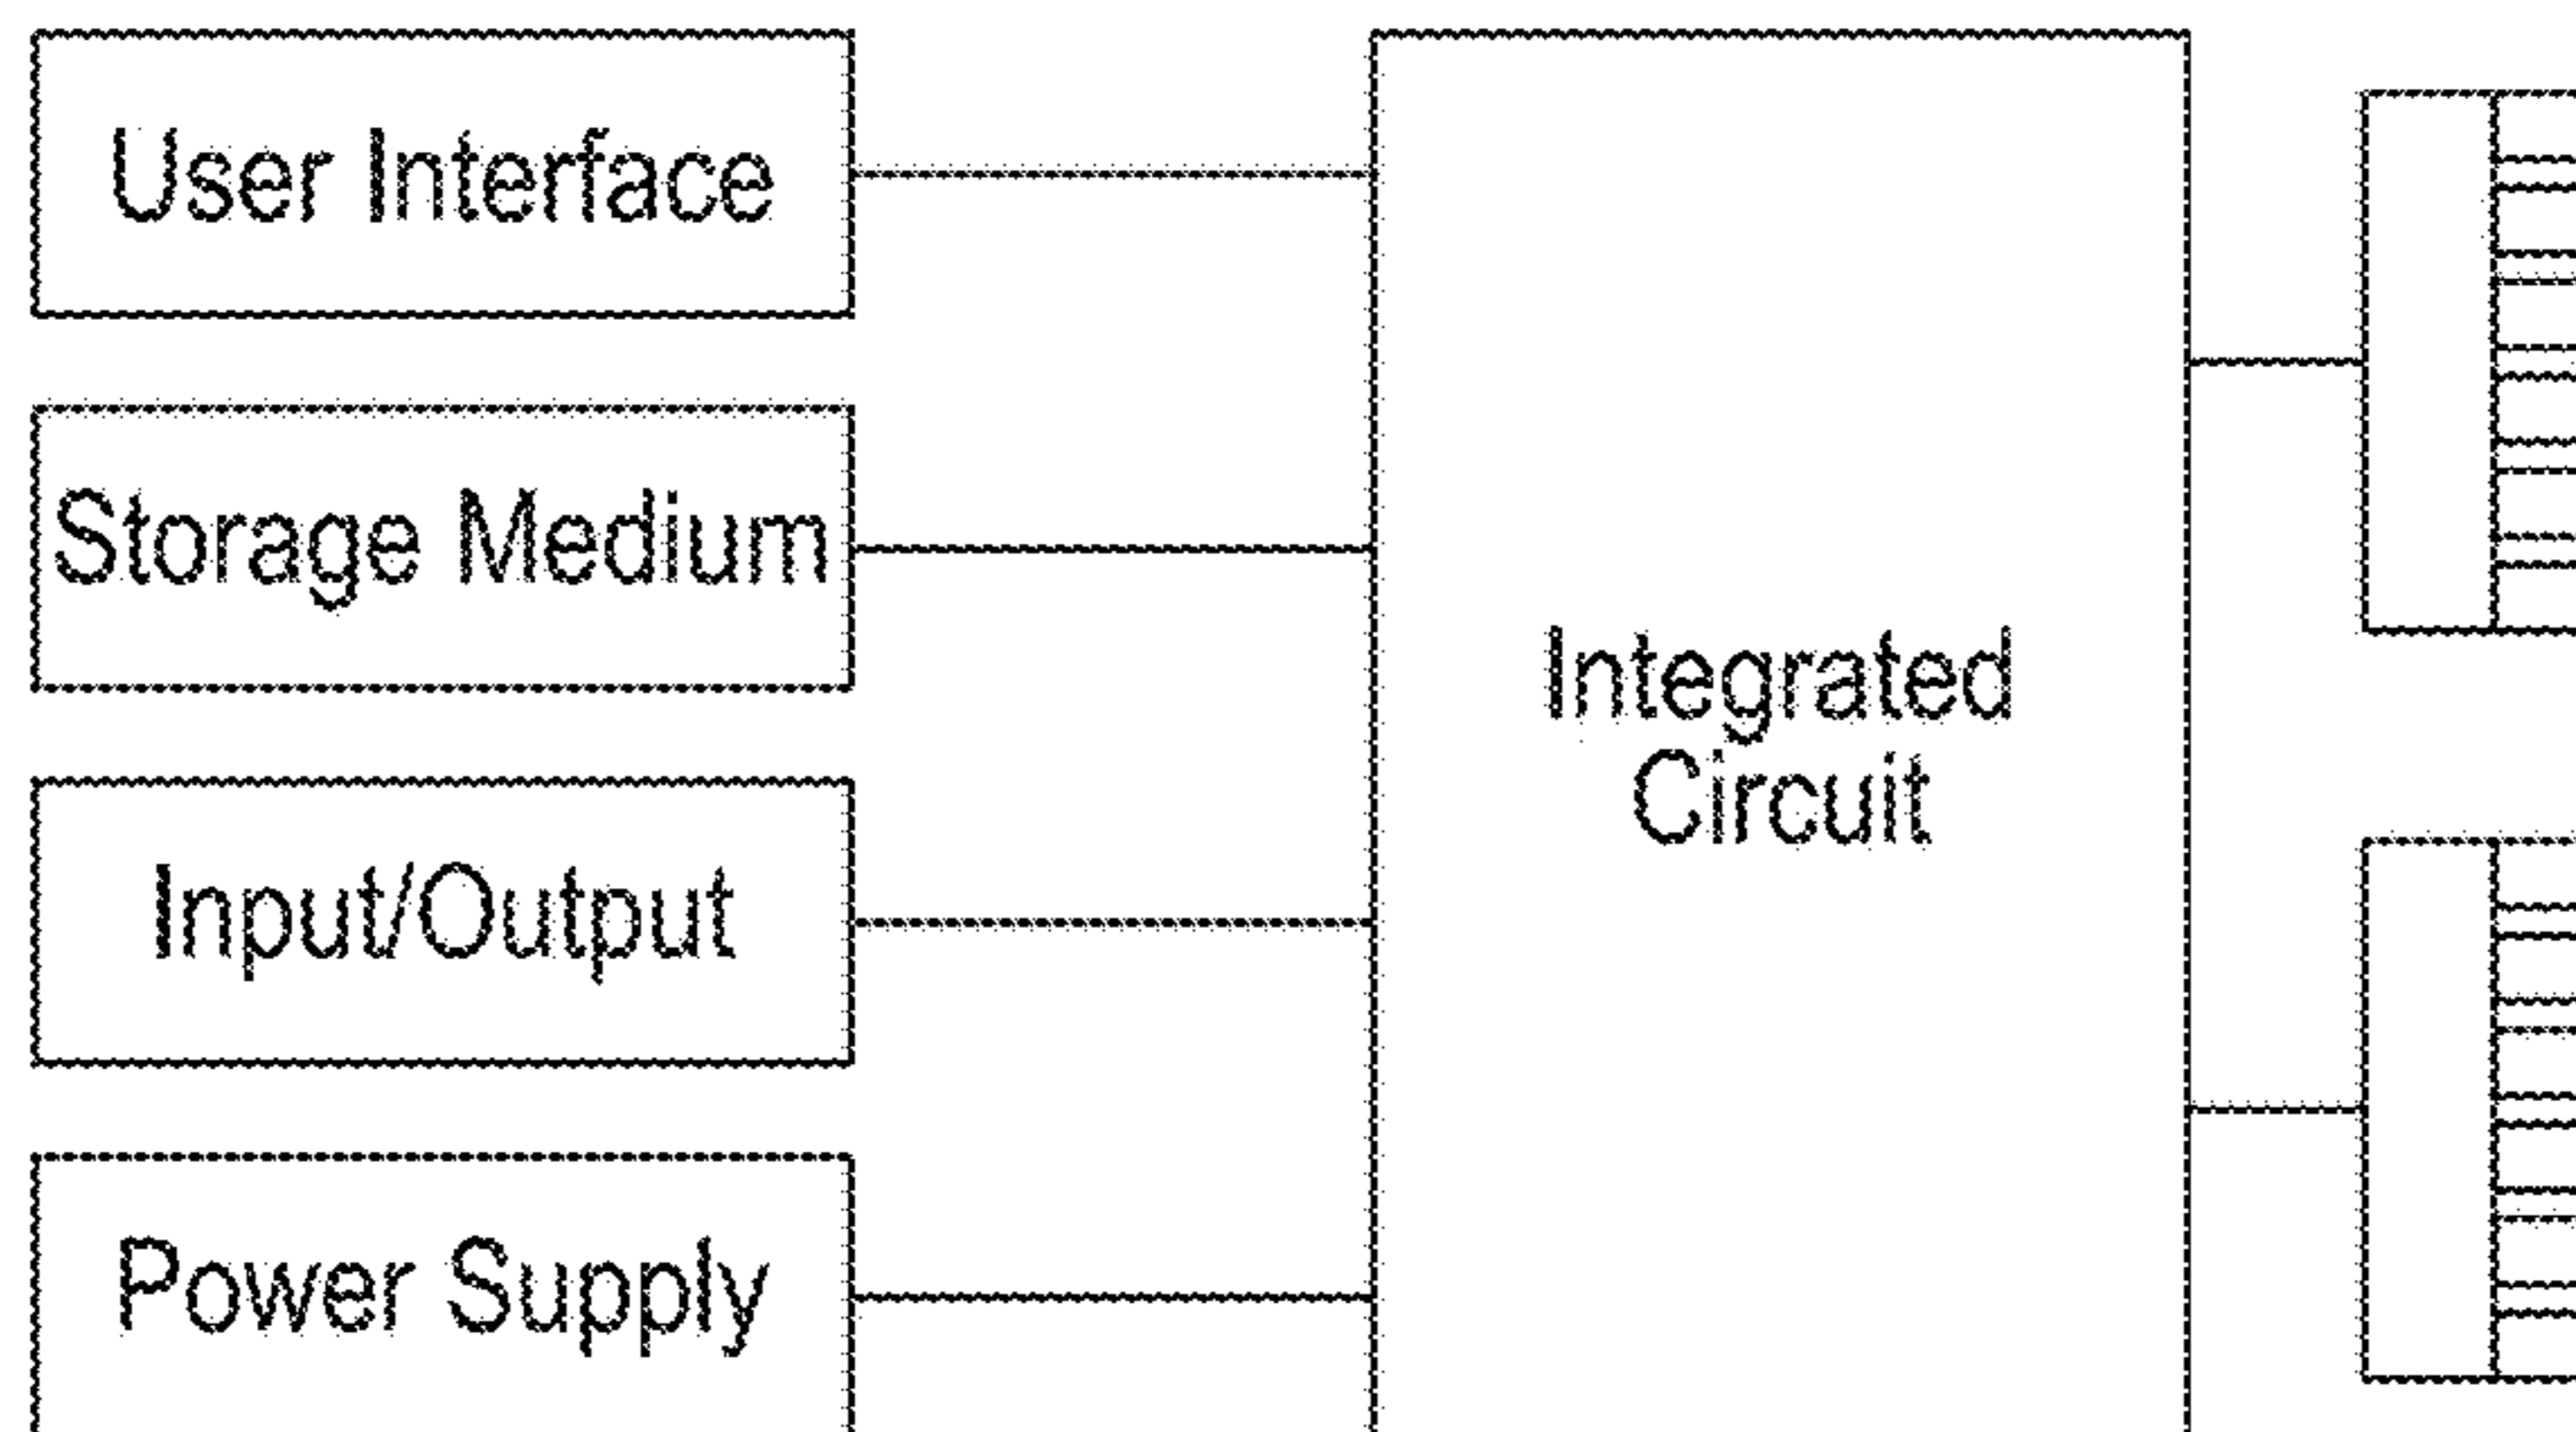 User Interface
Storage Medium
Input/Output
Power Supply
Integrated
Circuit